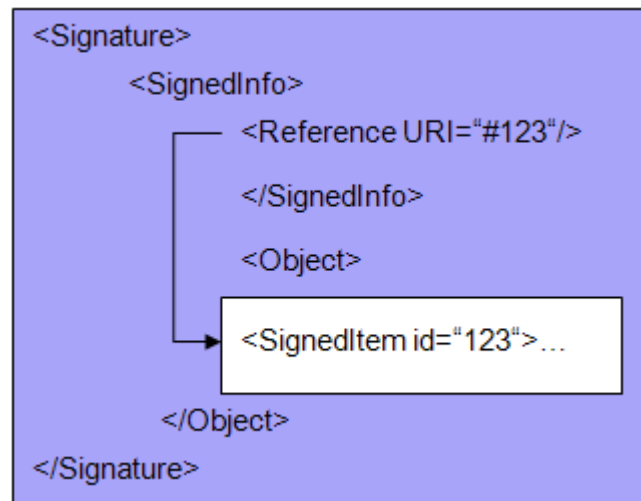 <Signature>
<SignedInfo>
<Reference URI=“#123“/>
</SignedInfo>
<Object>
<SignedItem id=“123“>…
</Object>
</Signature>